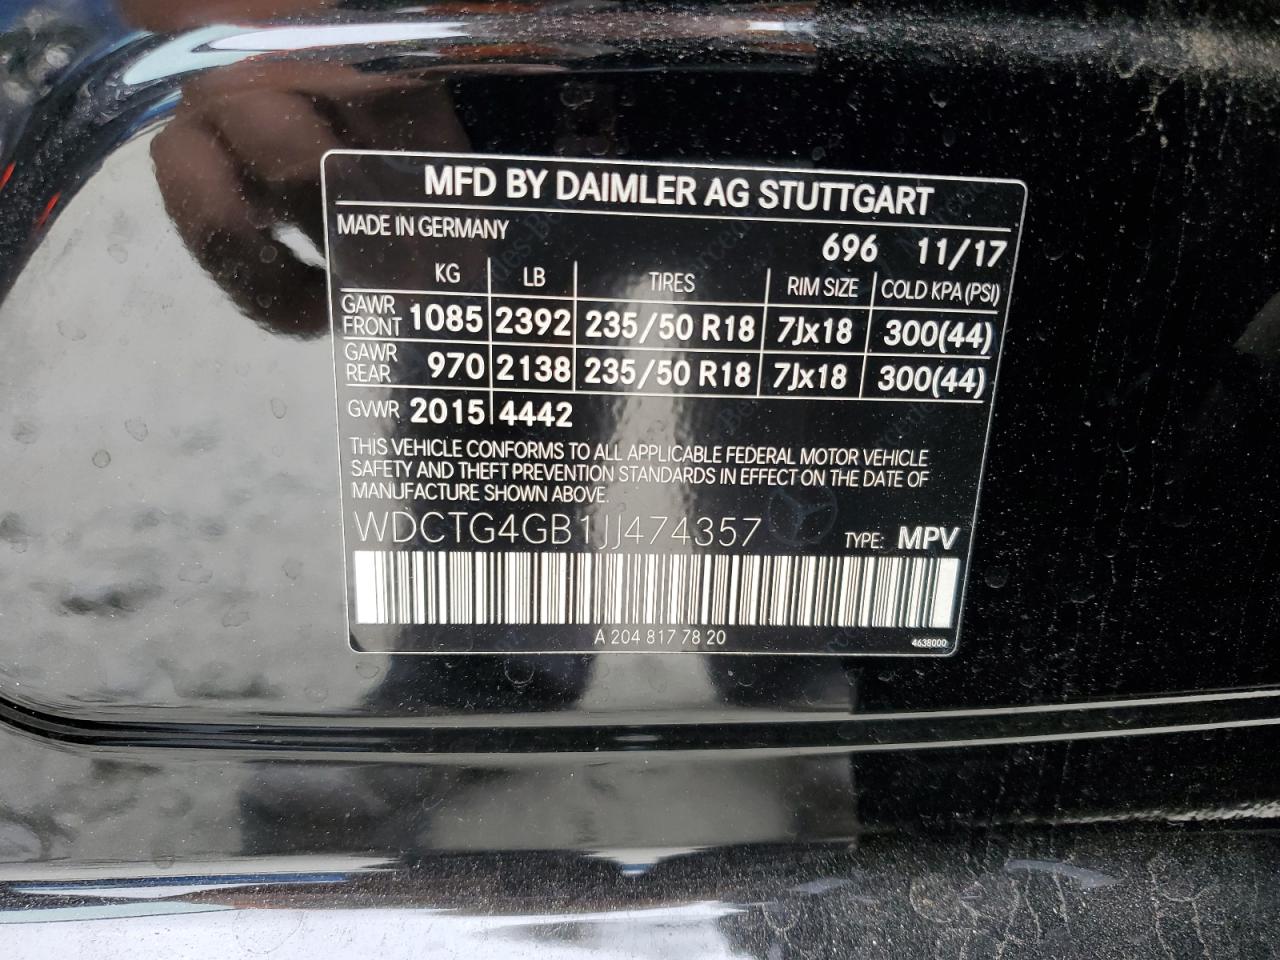 MFD BY DAIMLER AG STUTTGART
MADE IN GERMANY 696 11/17
KG LB TIRES RIM SIZE COLD KPA (PSI)
GAWR FRONT 1085 2392 235/50 R18 7Jx18 300(44)
GAWR REAR 970 2138 235/50 R18 7Jx18 300(44)
GVWR 2015 4442
THIS VEHICLE CONFORMS TO ALL APPLICABLE FEDERAL MOTOR VEHICLE
SAFETY AND THEFT PREVENTION STANDARDS IN EFFECT ON THE DATE OF
MANUFACTURE SHOWN ABOVE.
WDCTG4GB1JJ474357 TYPE: MPV
A 204 817 78 20 4638000